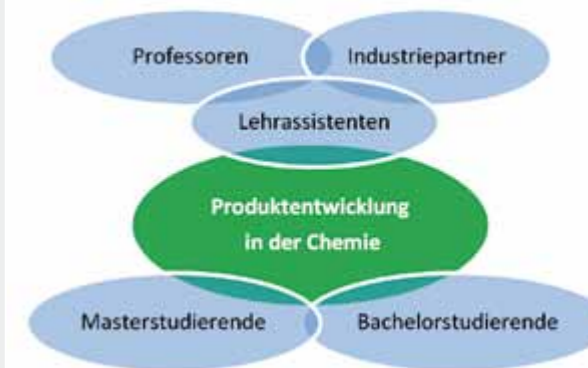 Professoren
Industriepartner
Lehrassistenten
Produktentwicklung
in der Chemie
Masterstudierende
Bachelorstudierende